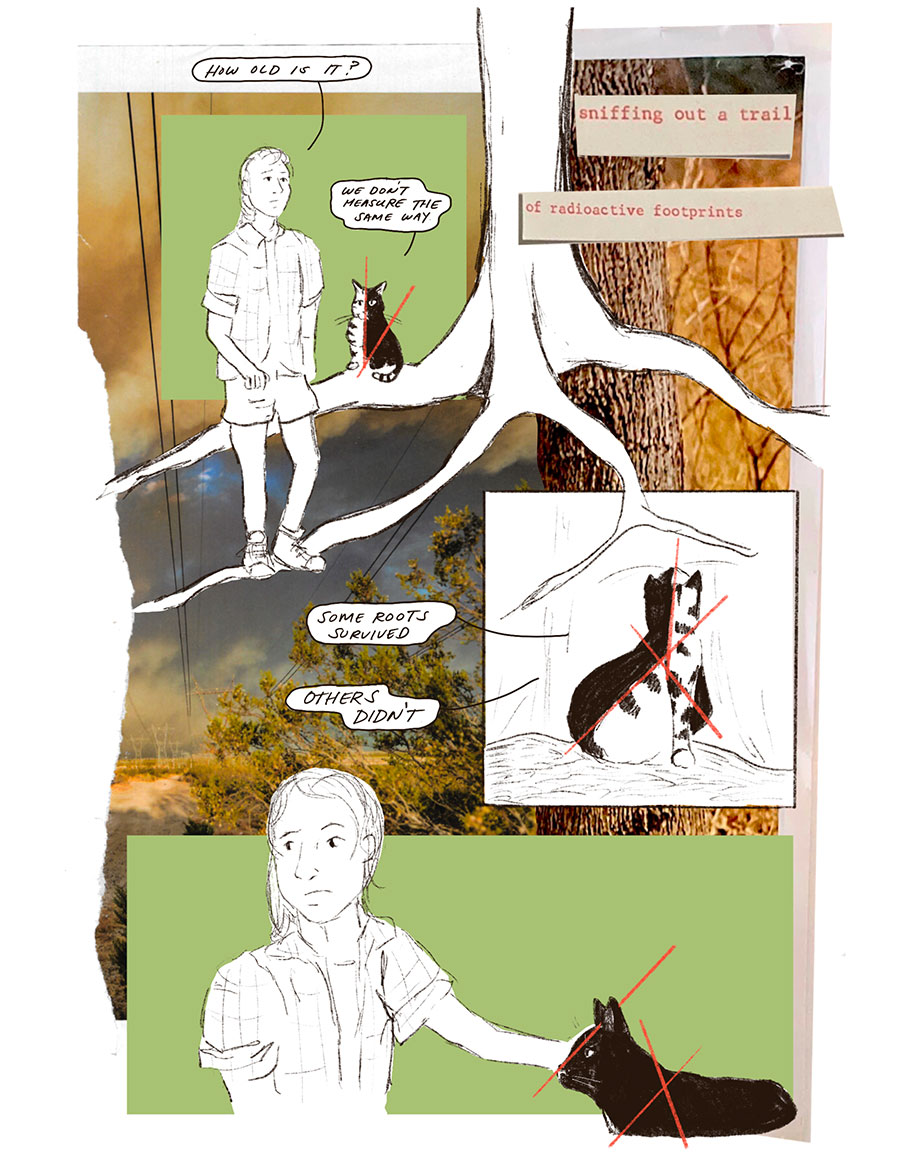 HOW OLD IS IT?
sniffing out a trail
WE DON'T
MEASURE THE
SAME WAY
of radioactive footprints
SOME ROOTS
SURVIVED
OTHERS
DIDN'T